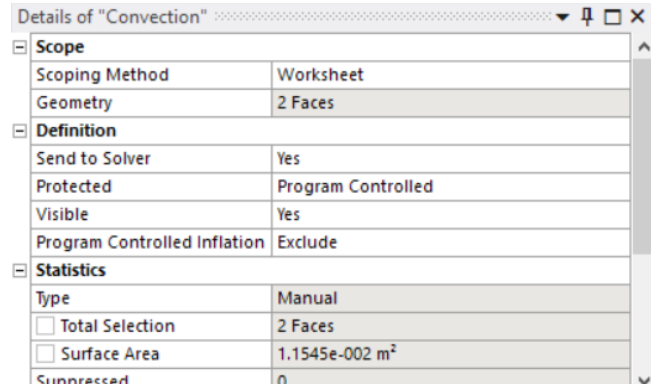 Details of "Convection"
Scope
Scoping Method Worksheet
Geometry 2 Faces
Definition
Send to Solver Yes
Protected Program Controlled
Visible Yes
Program Controlled Inflation Exclude
Statistics
Type Manual
Total Selection 2 Faces
Surface Area 1.1545e-002 m²
Suppressed 0